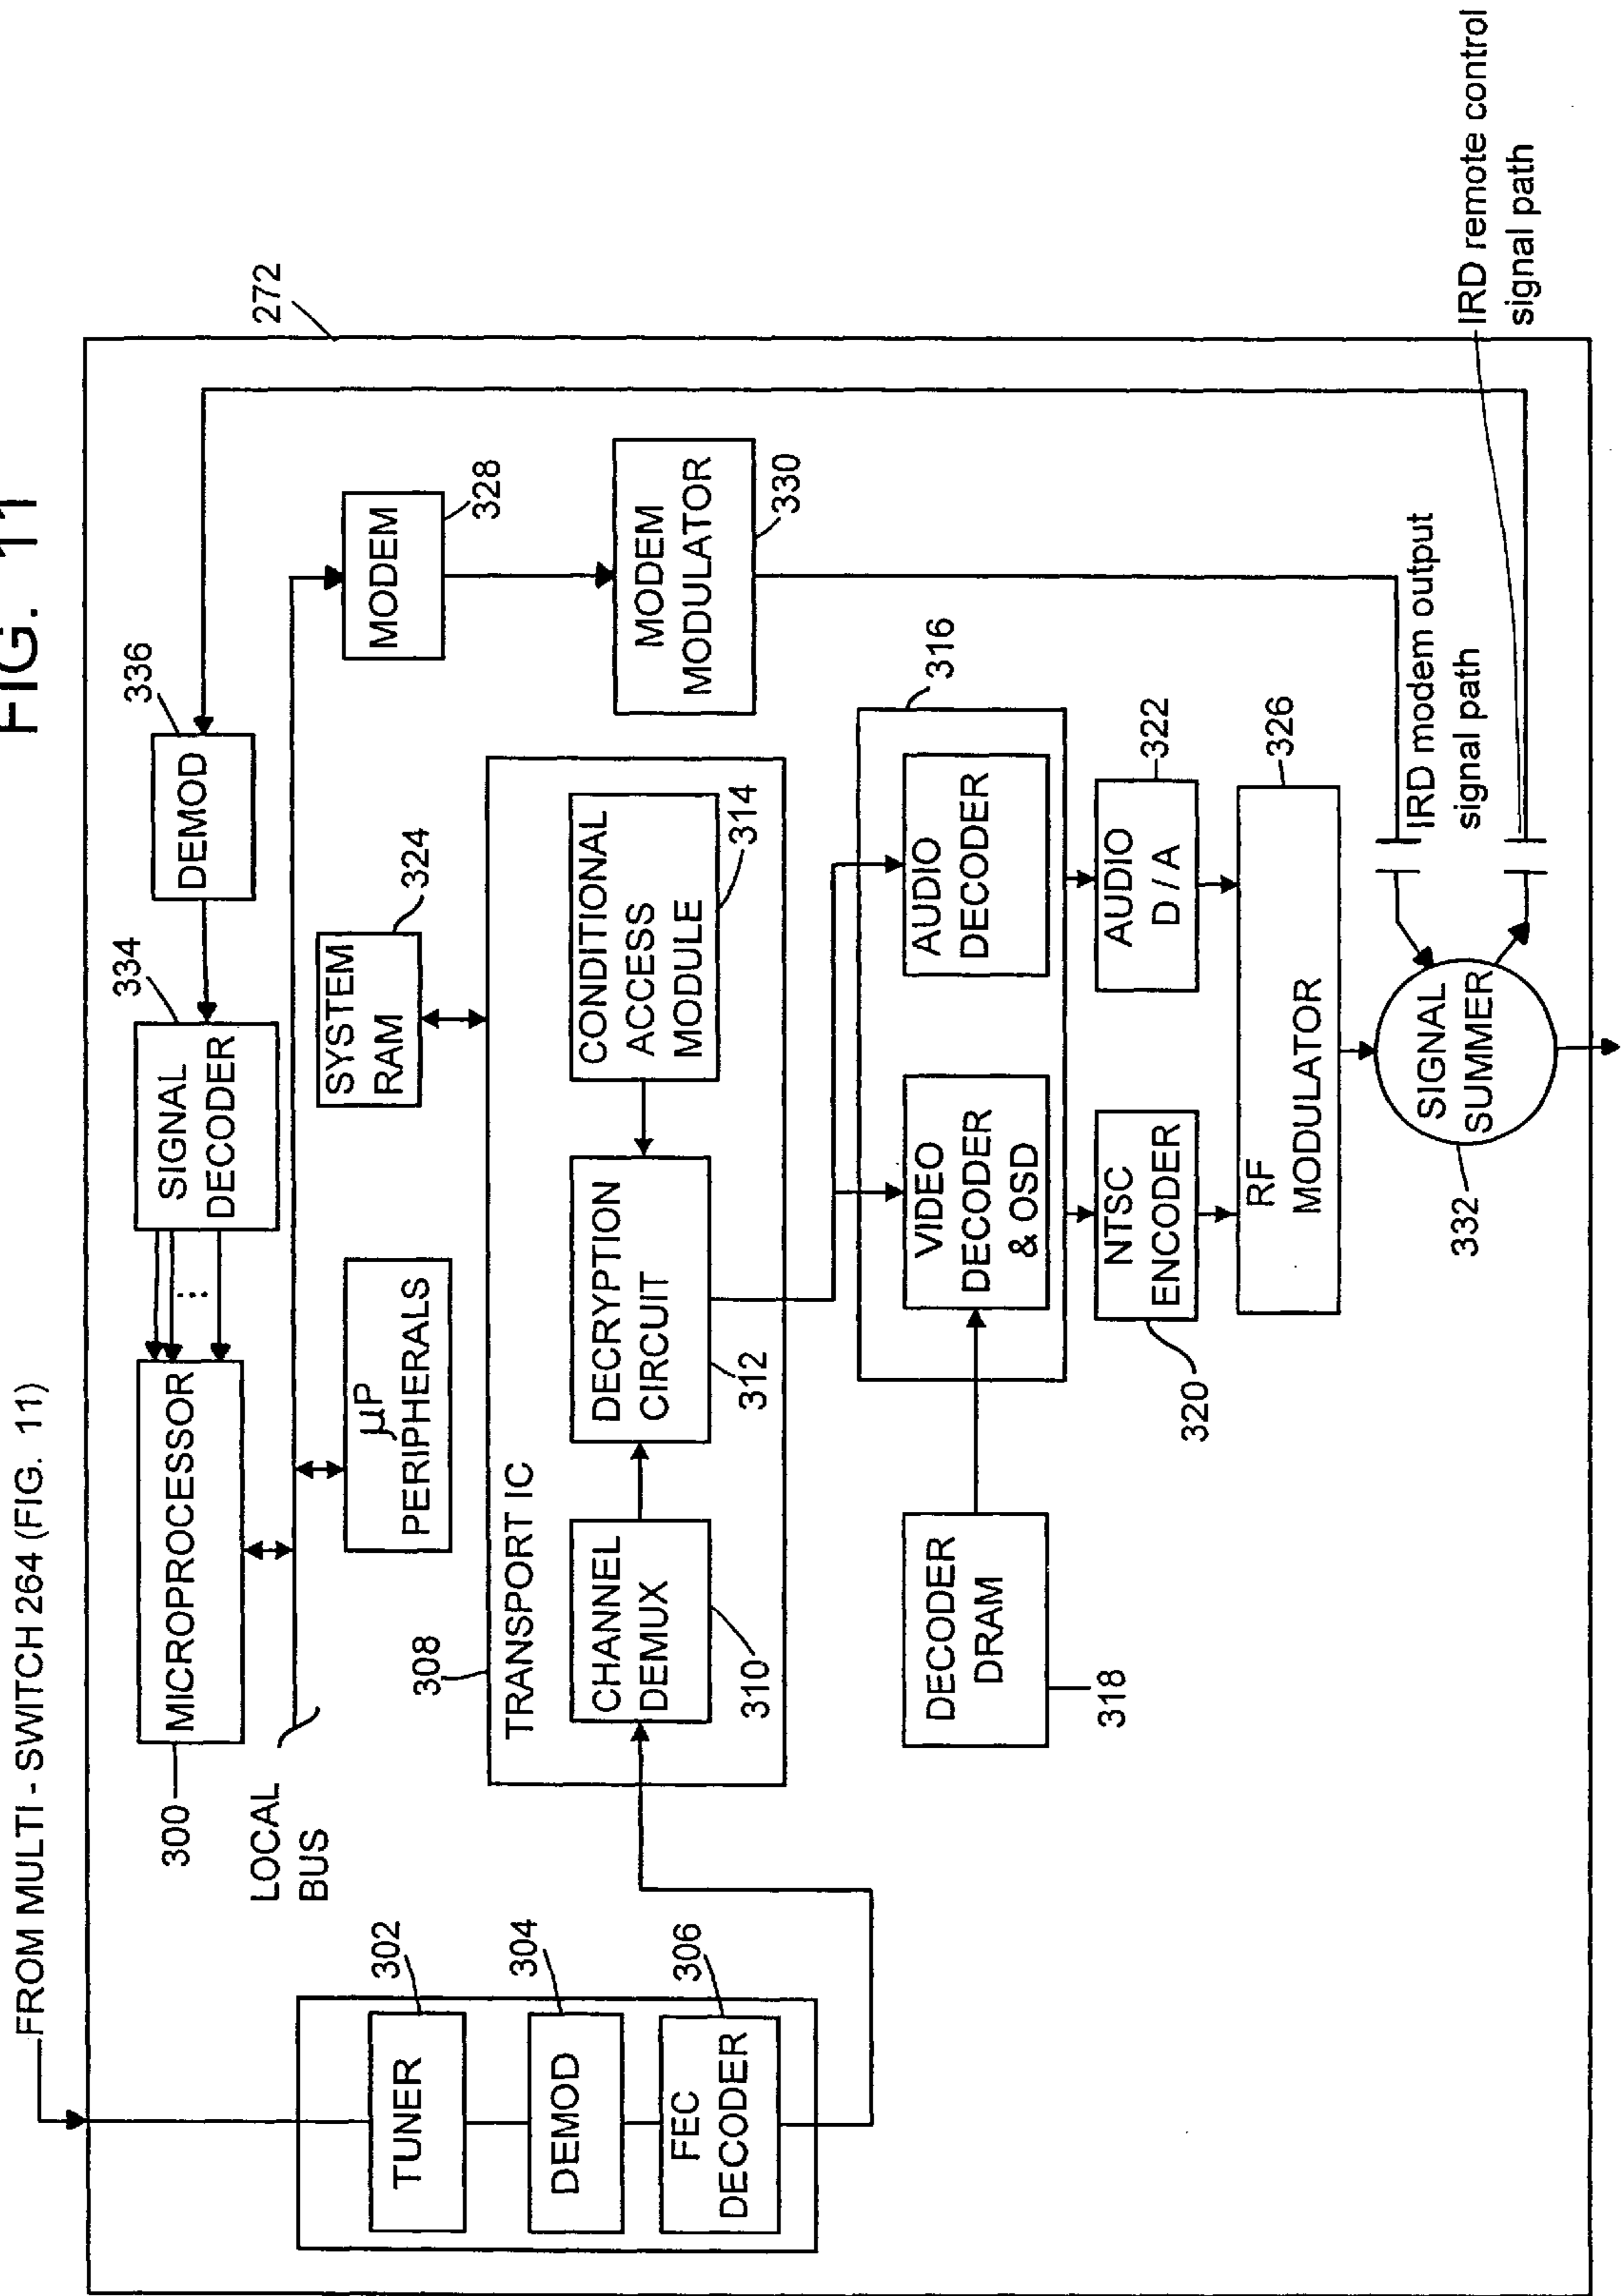 FIG. 11
FROM MULTI - SWITCH 264 (FIG. 11)
272
302
TUNER
304
DEMOD
306
FEC
DECODER
300
MICROPROCESSOR
334
SIGNAL
DECODER
336
DEMOD
LOCAL
BUS
µP
PERIPHERALS
324
SYSTEM
RAM
MODEM
328
MODEM
MODULATOR
330
308
TRANSPORT IC
CHANNEL
DEMUX
310
DECRYPTION
CIRCUIT
312
CONDITIONAL
ACCESS
MODULE
314
316
DECODER
DRAM
318
VIDEO
DECODER
& OSD
AUDIO
DECODER
NTSC
ENCODER
320
AUDIO
D / A
322
RF
MODULATOR
326
IRD modem output
signal path
SIGNAL
SUMMER
332
IRD remote control
signal path